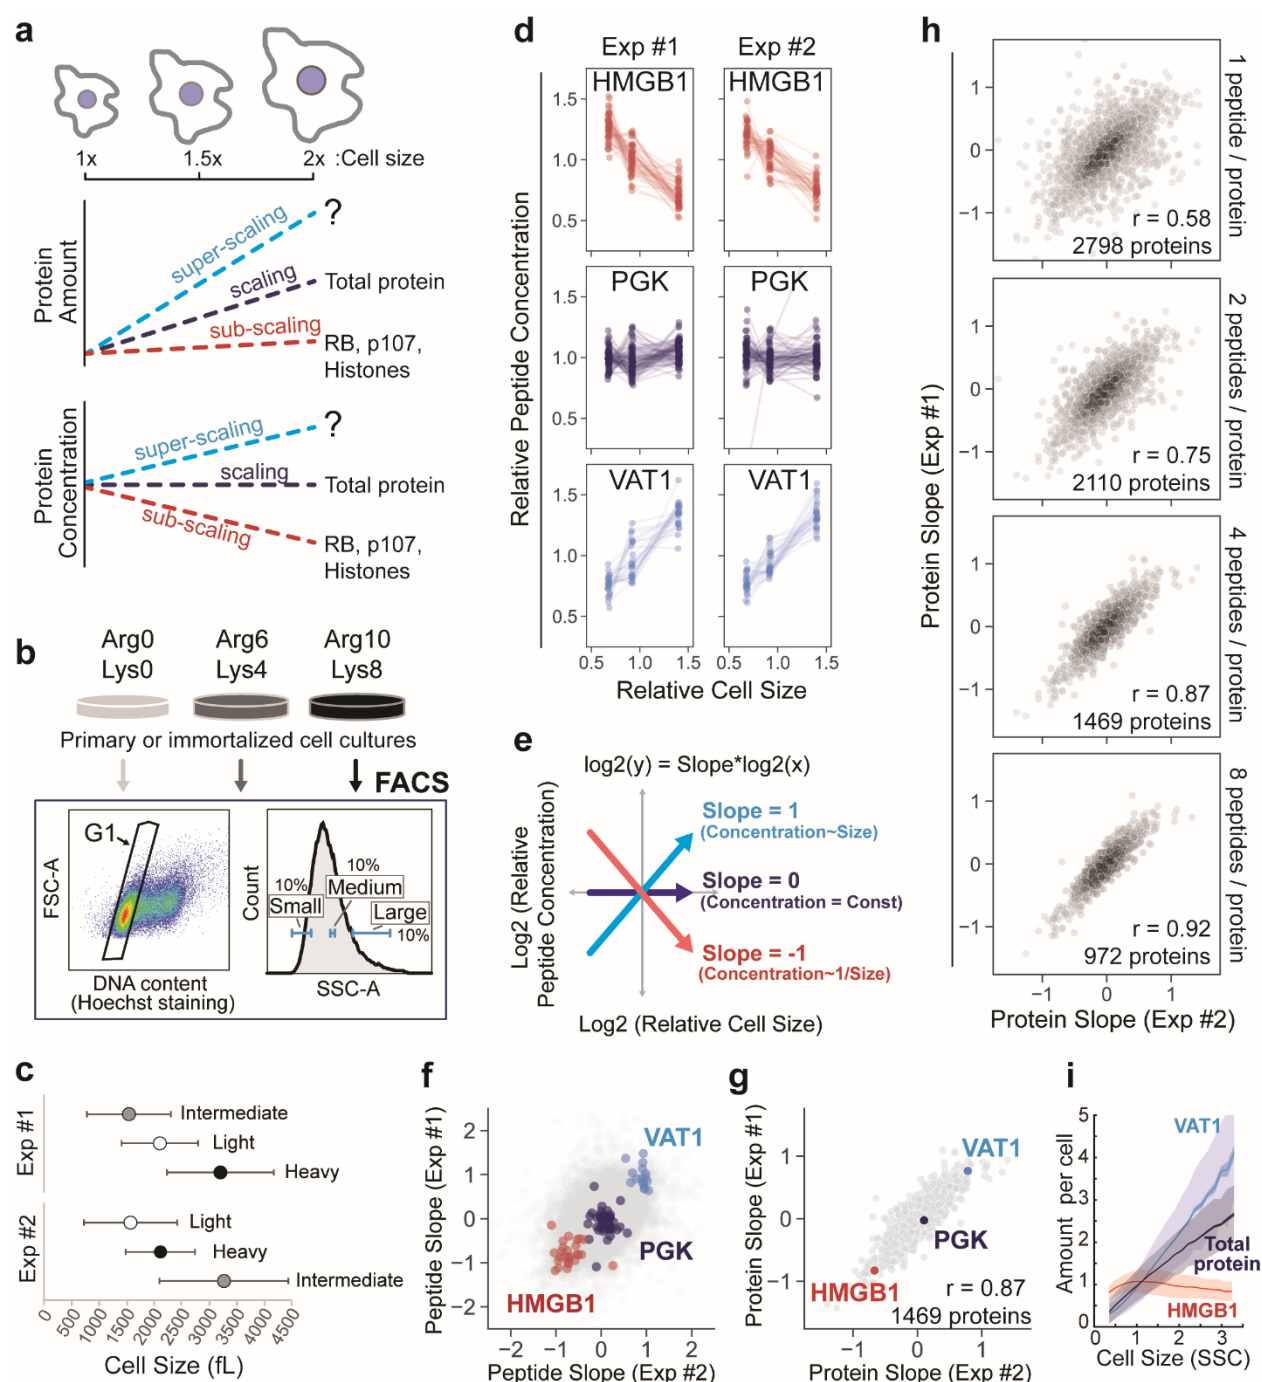 a
1x
1.5x
2x :Cell size
Protein
Amount
super-scaling
?
scaling
Total protein
sub-scaling
RB, p107,
Histones
Protein
Concentration
super-scaling
?
scaling
Total protein
sub-scaling
RB, p107,
Histones
b
Arg0
Lys0
Arg6
Lys4
Arg10
Lys8
Primary or immortalized cell cultures
FACS
G1
FSC-A
DNA content
(Hoechst staining)
Count
10%
Small
10%
Medium
Large
10%
SSC-A
c
Exp #1
Intermediate
Light
Heavy
Exp #2
Light
Heavy
Intermediate
0
500
1000
1500
2000
2500
3000
3500
4000
4500
Cell Size (fL)
d
Exp #1
Exp #2
Relative Peptide Concentration
HMGB1
HMGB1
1.5
1.0
0.5
PGK
PGK
1.5
1.0
0.5
VAT1
VAT1
1.5
1.0
0.5
0.5 1.0 1.5
0.5 1.0 1.5
Relative Cell Size
e
log2(y) = Slope*log2(x)
Log2 (Relative
Peptide Concentration)
Slope = 1
(Concentration~Size)
Slope = 0
(Concentration = Const)
Slope = -1
(Concentration~1/Size)
Log2 (Relative Cell Size)
f
Peptide Slope (Exp #1)
2
1
0
−1
−2
VAT1
PGK
HMGB1
−2 −1 0 1 2
Peptide Slope (Exp #2)
g
Protein Slope (Exp #1)
1
0
−1
VAT1
PGK
HMGB1
r = 0.87
1469 proteins
−1 0 1
Protein Slope (Exp #2)
h
Protein Slope (Exp #1)
1
0
−1
r = 0.58
2798 proteins
1 peptide / protein
1
0
−1
r = 0.75
2110 proteins
2 peptides / protein
1
0
−1
r = 0.87
1469 proteins
4 peptides / protein
1
0
−1
r = 0.92
972 proteins
8 peptides / protein
−1 0 1
Protein Slope (Exp #2)
i
Amount per cell
5
4
3
2
1
0
VAT1
Total
protein
HMGB1
0 1 2 3
Cell Size (SSC)